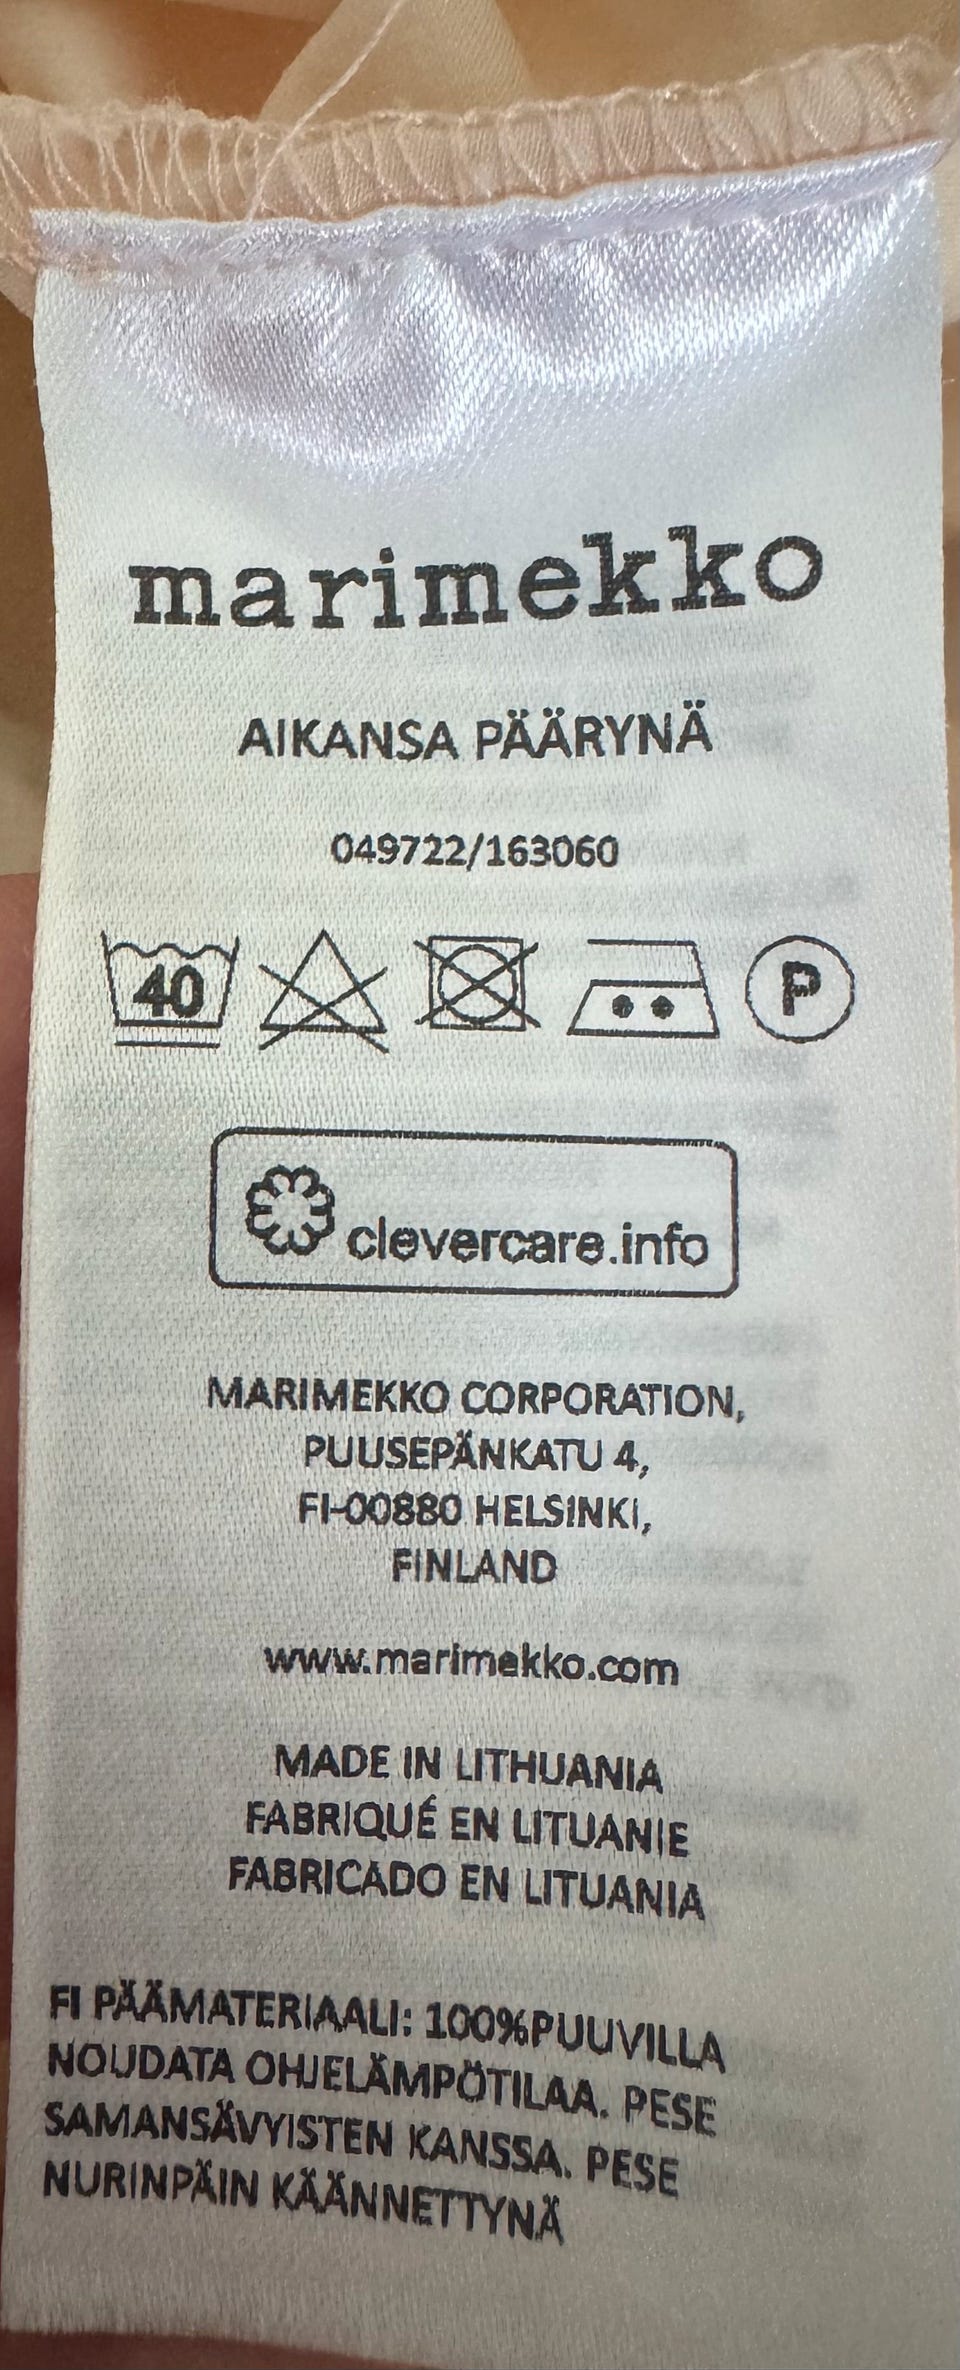 marimekko
AIKANSA PÄÄRYNÄ
049722/163060
40
P
clevercare.info
MARIMEKKO CORPORATION,
PUUSEPÄNKATU 4,
FI-00880 HELSINKI,
FINLAND
www.marimekko.com
MADE IN LITHUANIA
FABRIQUÉ EN LITUANIE
FABRICADO EN LITUANIA
FI PÄÄMATERIAALI: 100%PUUVILLA
NOUDATA OHJELÄMPÖTILAA. PESE
SAMANSÄVYISTEN KANSSA. PESE
NURINPÄIN KÄÄNNETTYNÄ